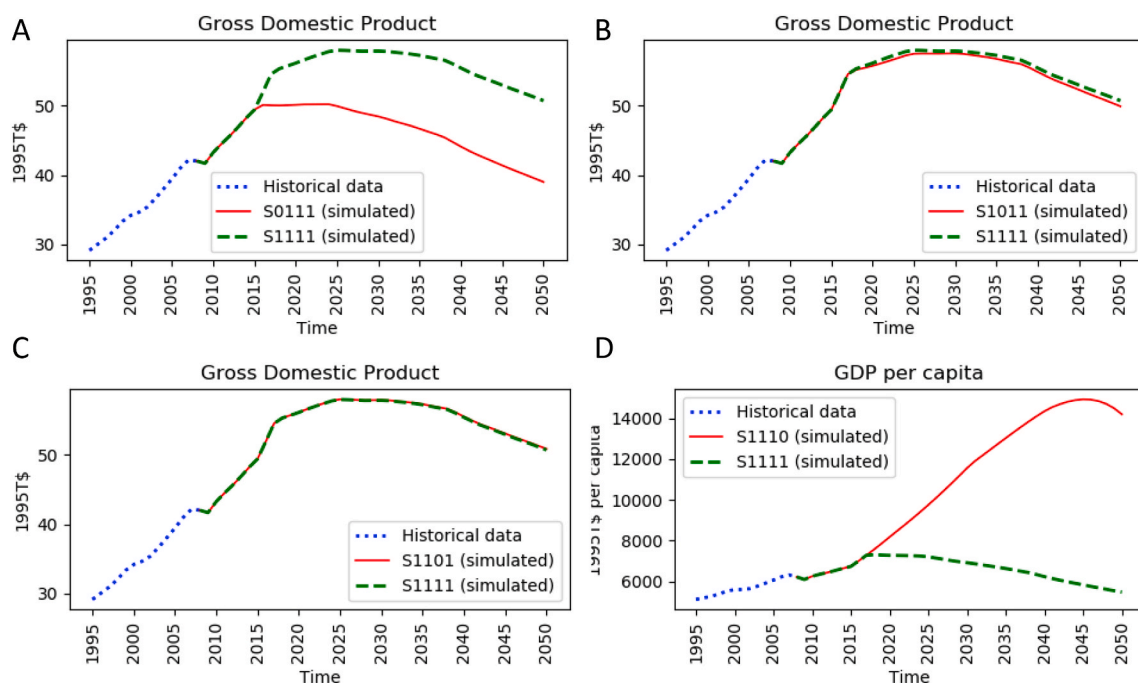 A
Gross Domestic Product
1995T$
50
40
30
Historical data
S0111 (simulated)
S1111 (simulated)
1995 2000 2005 2010 2015 2020 2025 2030 2035 2040 2045 2050
Time
B
Gross Domestic Product
1995T$
50
40
30
Historical data
S1011 (simulated)
S1111 (simulated)
1995 2000 2005 2010 2015 2020 2025 2030 2035 2040 2045 2050
Time
C
Gross Domestic Product
1995T$
50
40
30
Historical data
S1101 (simulated)
S1111 (simulated)
1995 2000 2005 2010 2015 2020 2025 2030 2035 2040 2045 2050
Time
D
GDP per capita
1995T$ per capita
14000
12000
10000
8000
6000
Historical data
S1110 (simulated)
S1111 (simulated)
1995 2000 2005 2010 2015 2020 2025 2030 2035 2040 2045 2050
Time